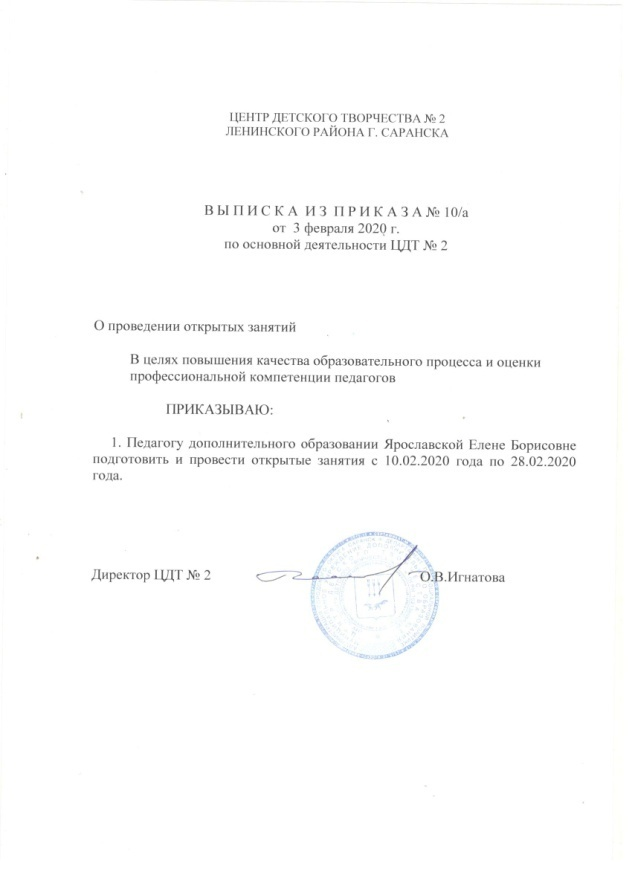 ЦЕНТР ДЕТСКОГО ТВОРЧЕСТВА № 2
ЛЕНИНСКОГО РАЙОНА Г. САРАНСКА
В Ы П И С К А  И З  П Р И К А З А № 10/а
от  3 февраля 2020 г.
по основной деятельности ЦДТ № 2
О проведении открытых занятий
В целях повышения качества образовательного процесса и оценки
профессиональной компетенции педагогов
ПРИКАЗЫВАЮ:
1. Педагогу дополнительного образовании Ярославской Елене Борисовне
подготовить и провести открытые занятия с 10.02.2020 года по 28.02.2020
года.
Директор ЦДТ № 2 О.В.Игнатова